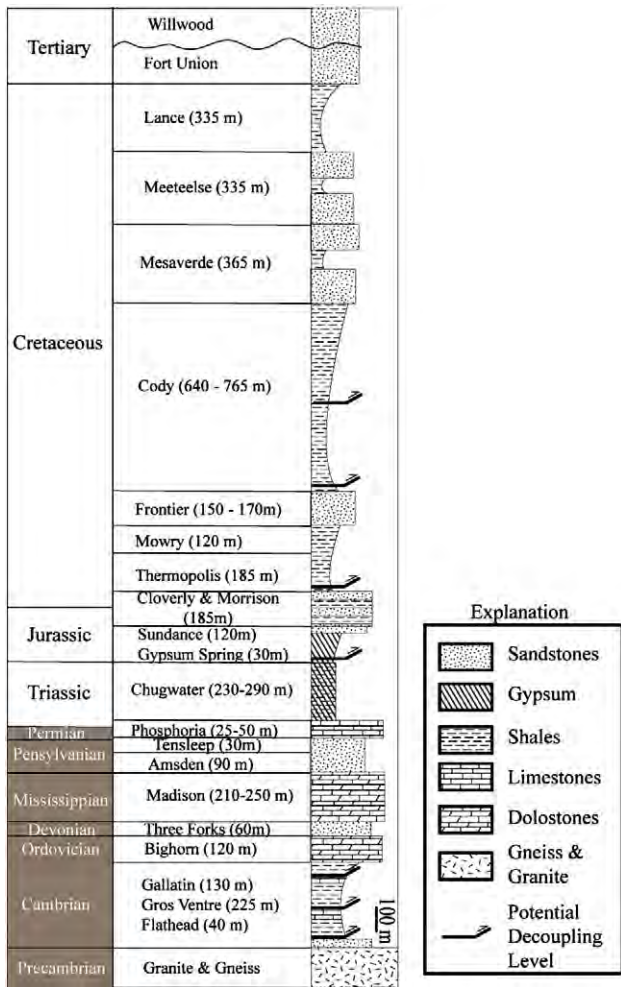 Tertiary
Willwood
Fort Union
Cretaceous
Lance (335 m)
Meeteelse (335 m)
Mesaverde (365 m)
Cody (640 - 765 m)
Frontier (150 - 170m)
Mowry (120 m)
Thermopolis (185 m)
Cloverly & Morrison
(185m)
Jurassic
Sundance (120m)
Gypsum Spring (30m)
Triassic
Chugwater (230-290 m)
Permian
Phosphoria (25-50 m)
Pensylvanian
Tensleep (30m)
Amsden (90 m)
Mississippian
Madison (210-250 m)
Devonian
Three Forks (60m)
Ordovician
Bighorn (120 m)
Cambrian
Gallatin (130 m)
Gros Ventre (225 m)
Flathead (40 m)
100 m
Precambrian
Granite & Gneiss
Explanation
Sandstones
Gypsum
Shales
Limestones
Dolostones
Gneiss &
Granite
Potential
Decoupling
Level